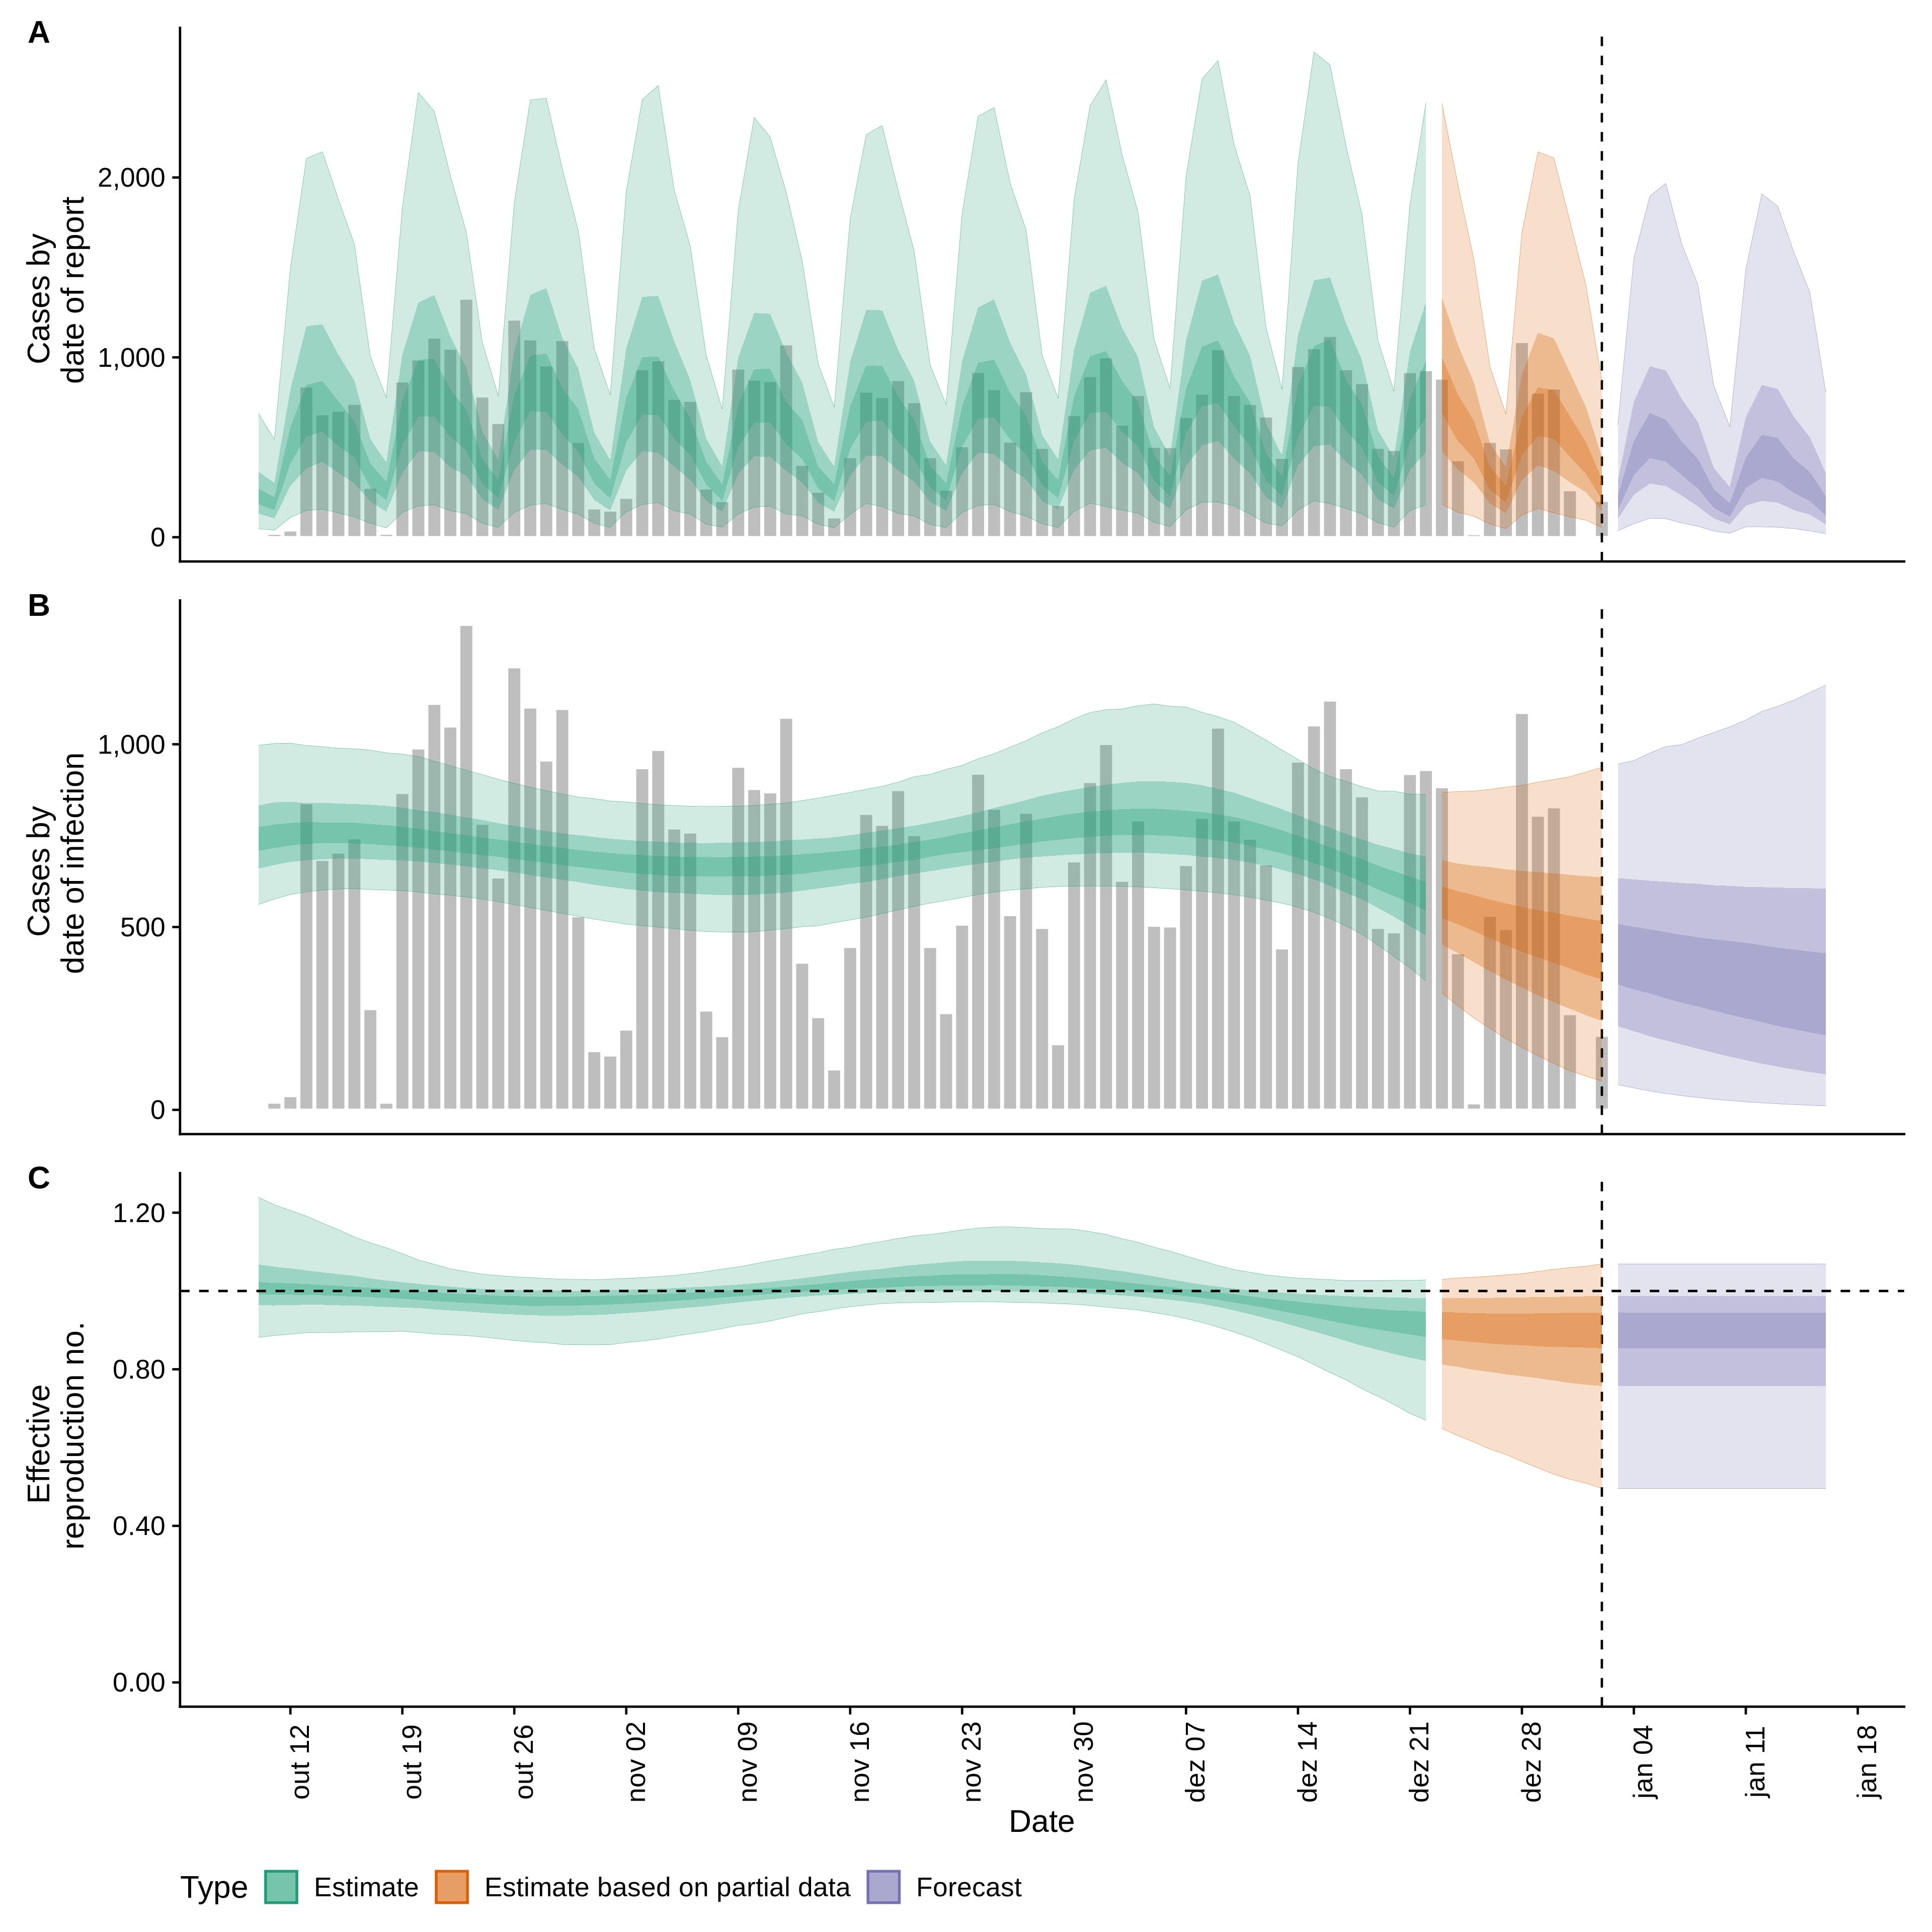 A
Cases by
date of report
2,000
1,000
0
B
Cases by
date of infection
1,000
500
0
C
Effective
reproduction no.
1.20
0.80
0.40
0.00
out 12
out 19
out 26
nov 02
nov 09
nov 16
nov 23
nov 30
dez 07
dez 14
dez 21
dez 28
jan 04
jan 11
jan 18
Date
Type Estimate Estimate based on partial data Forecast